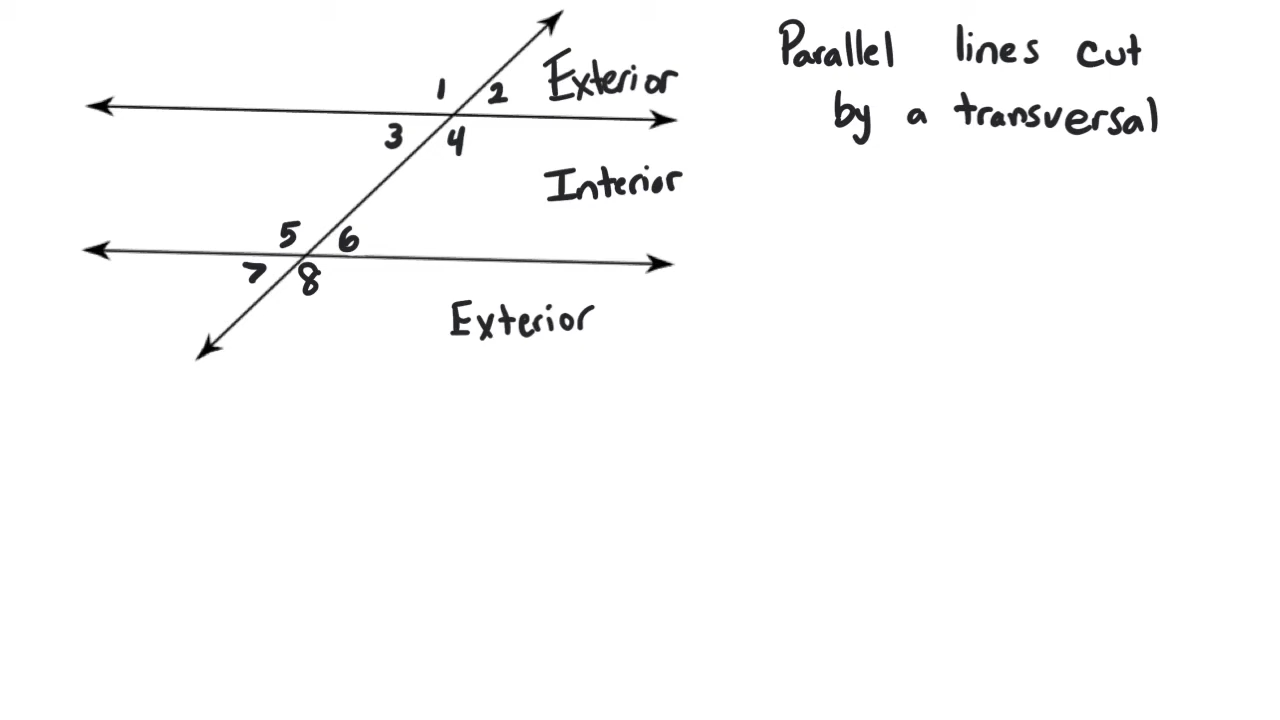 Parallel lines cut
by a transversal
Exterior
1 2
3 4
Interior
5 6
7 8
Exterior